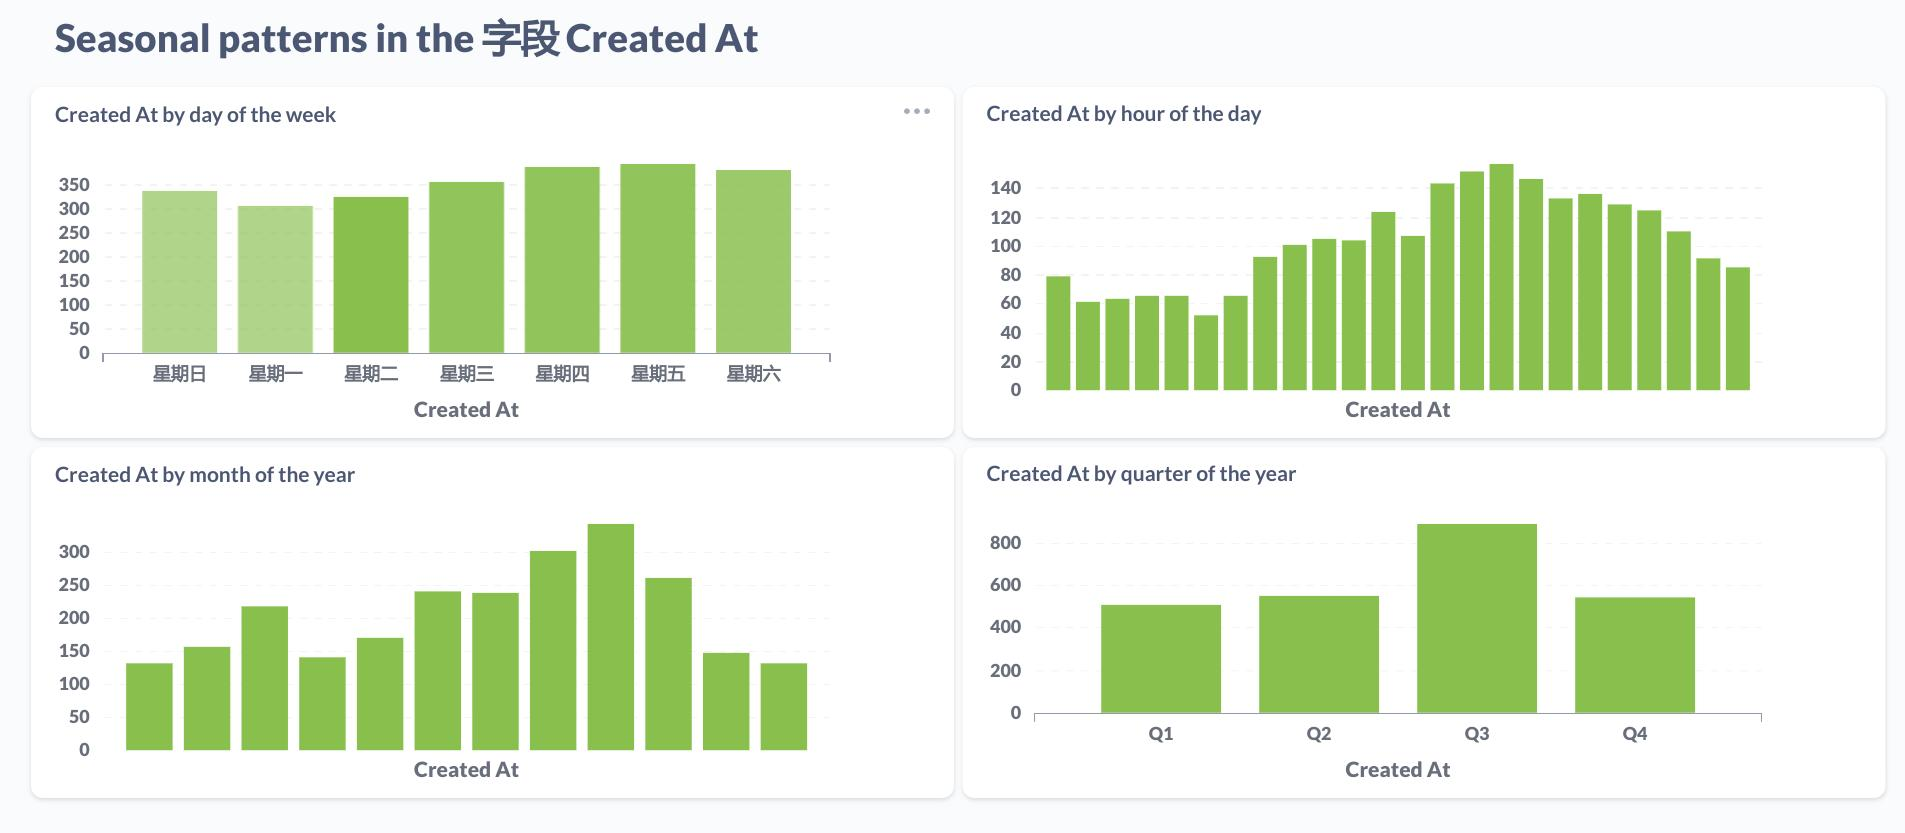 Seasonal patterns in the 字段 Created At
Created At by day of the week
350
300
250
200
150
100
50
0
星期日 星期一 星期二 星期三 星期四 星期五 星期六
Created At
Created At by hour of the day
140
120
100
80
60
40
20
0
Created At
Created At by month of the year
300
250
200
150
100
50
0
Created At
Created At by quarter of the year
800
600
400
200
0
Q1 Q2 Q3 Q4
Created At